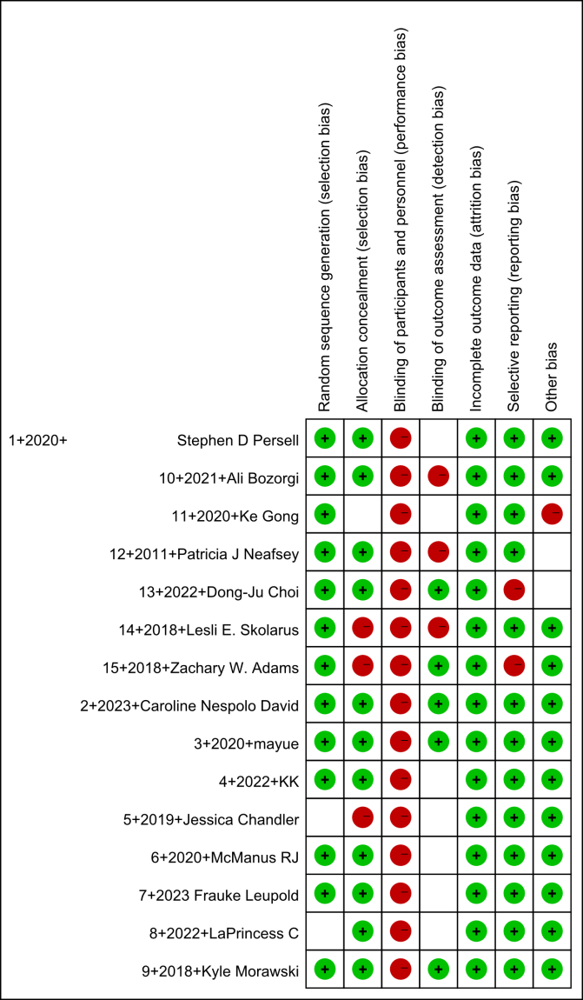 Random sequence generation (selection bias)
Allocation concealment (selection bias)
Blinding of participants and personnel (performance bias)
Blinding of outcome assessment (detection bias)
Incomplete outcome data (attrition bias)
Selective reporting (reporting bias)
Other bias
1+2020+ Stephen D Persell + + – + + +
10+2021+Ali Bozorgi + + – – + + +
11+2020+Ke Gong + – + + –
12+2011+Patricia J Neafsey + + – – + +
13+2022+Dong-Ju Choi + + – + + –
14+2018+Lesli E. Skolarus + – – – + + +
15+2018+Zachary W. Adams + – – + + – +
2+2023+Caroline Nespolo David + + – + + + +
3+2020+mayue + + – + + + +
4+2022+KK + + – + + +
5+2019+Jessica Chandler – – + + +
6+2020+McManus RJ + + – + + +
7+2023 Frauke Leupold + + – + + +
8+2022+LaPrincess C + – + + +
9+2018+Kyle Morawski + + – + + + +